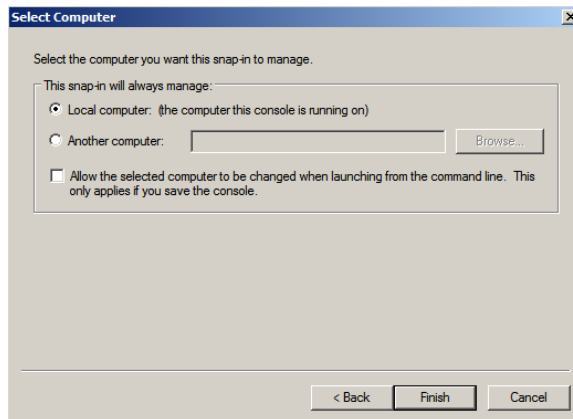 Select Computer
Select the computer you want this snap-in to manage.
This snap-in will always manage:
Local computer: (the computer this console is running on)
Another computer:
Browse...
Allow the selected computer to be changed when launching from the command line. This
only applies if you save the console.
< Back
Finish
Cancel